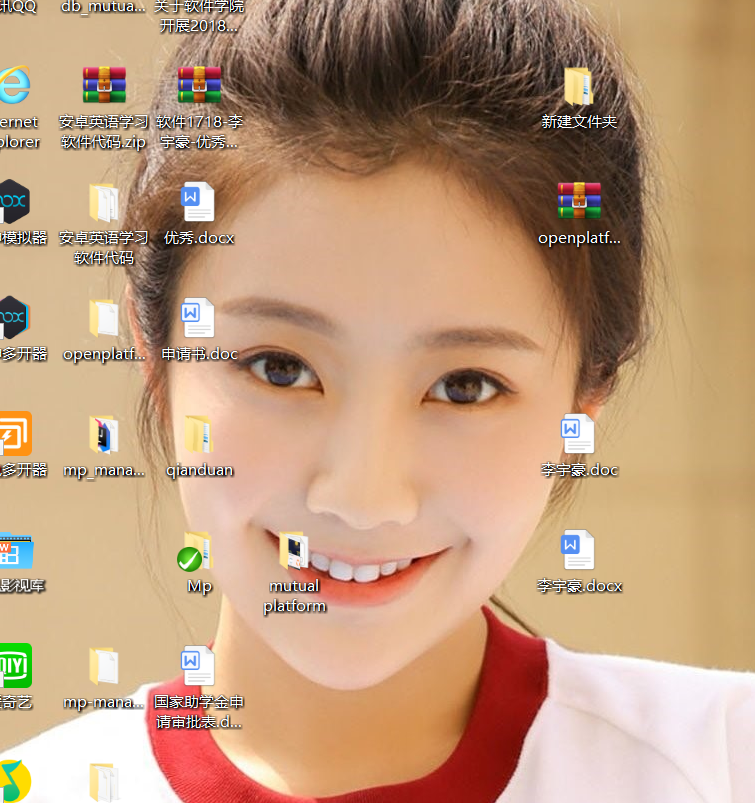 讯QQ
db_mutua...
关于软件学院
开展2018...
ernet
plorer
安卓英语学习
软件代码.zip
软件1718-李
宇豪-优秀...
新建文件夹
模拟器
安卓英语学习
软件代码
优秀.docx
openplatf...
多开器
openplatf...
申请书.doc
多开器
mp_mana...
qianduan
李宇豪.doc
影视库
Mp
mutual
platform
李宇豪.docx
奇艺
mp-mana...
国家助学金申
请审批表.d...